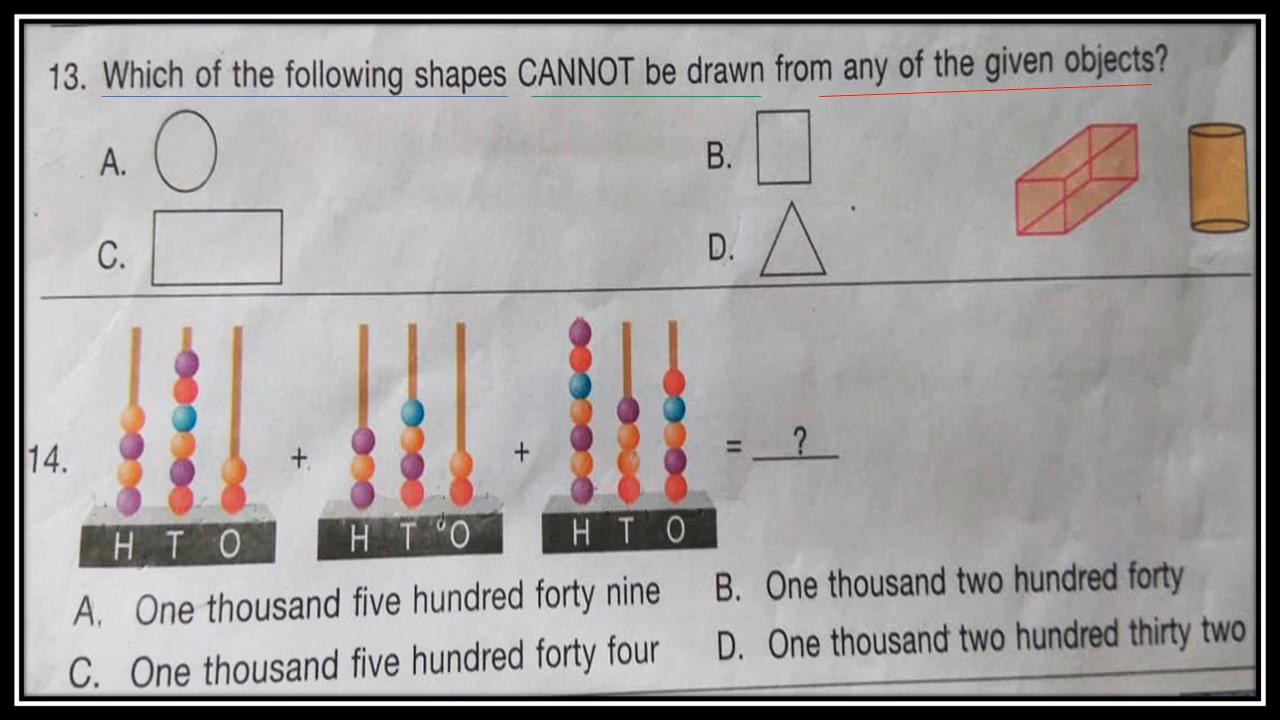 13. Which of the following shapes CANNOT be drawn from any of the given objects?
A. B.
C. D.
14. + + = ?
H T O H T O H T O
A. One thousand five hundred forty nine B. One thousand two hundred forty
C. One thousand five hundred forty four D. One thousand two hundred thirty two